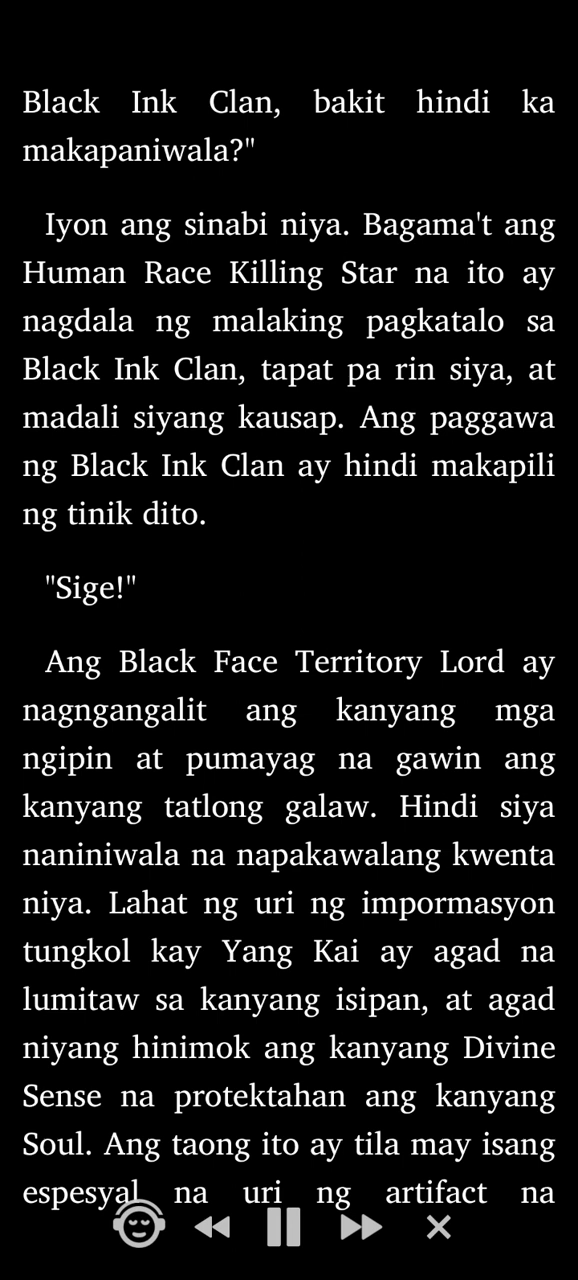 Black Ink Clan, bakit hindi ka
makapaniwala?"
Iyon ang sinabi niya. Bagama't ang
Human Race Killing Star na ito ay
nagdala ng malaking pagkatalo sa
Black Ink Clan, tapat pa rin siya, at
madali siyang kausap. Ang paggawa
ng Black Ink Clan ay hindi makapili
ng tinik dito.
"Sige!"
Ang Black Face Territory Lord ay
nagngangalit ang kanyang mga
ngipin at pumayag na gawin ang
kanyang tatlong galaw. Hindi siya
naniniwala na napakawalang kwenta
niya. Lahat ng uri ng impormasyon
tungkol kay Yang Kai ay agad na
lumitaw sa kanyang isipan, at agad
niyang hinimok ang kanyang Divine
Sense na protektahan ang kanyang
Soul. Ang taong ito ay tila may isang
espesyal na uri ng artifact na